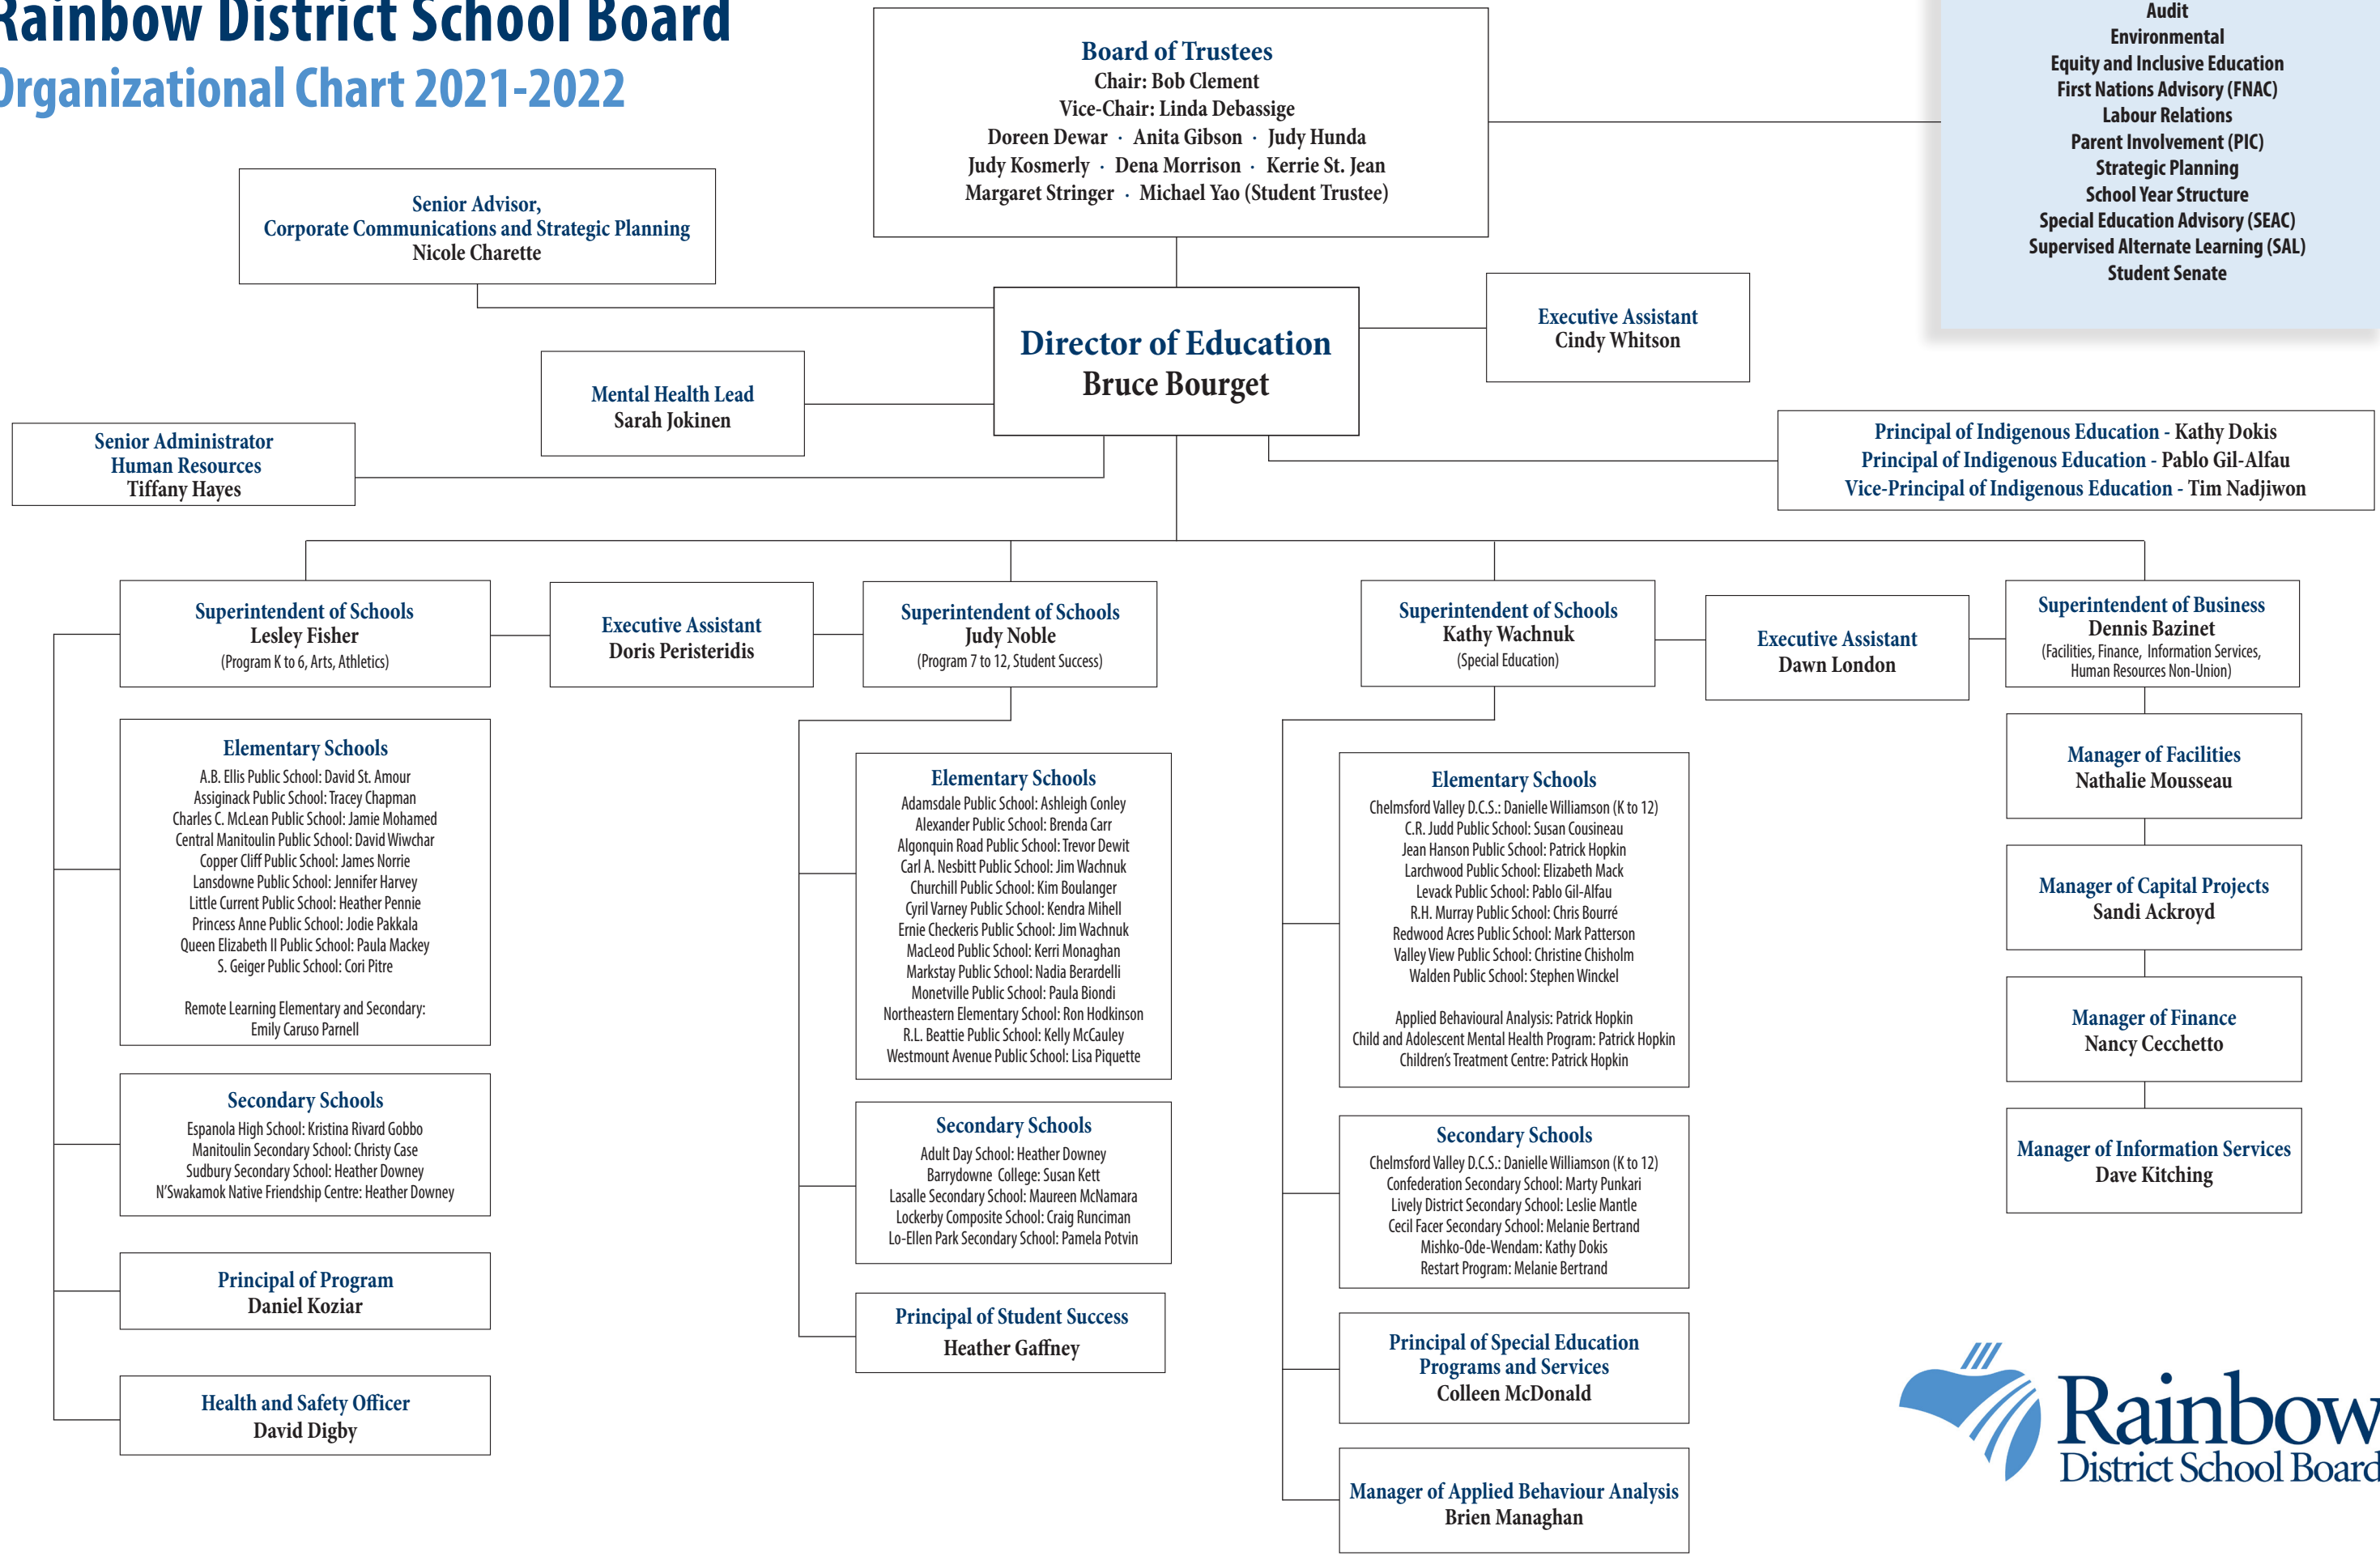 Rainbow District School Board
Organizational Chart 2021-2022
Board of Trustees
Chair: Bob Clement
Vice-Chair: Linda Debassige
Doreen Dewar · Anita Gibson · Judy Hunda
Judy Kosmerly · Dena Morrison · Kerrie St. Jean
Margaret Stringer · Michael Yao (Student Trustee)
Audit
Environmental
Equity and Inclusive Education
First Nations Advisory (FNAC)
Labour Relations
Parent Involvement (PIC)
Strategic Planning
School Year Structure
Special Education Advisory (SEAC)
Supervised Alternate Learning (SAL)
Student Senate
Senior Advisor,
Corporate Communications and Strategic Planning
Nicole Charette
Director of Education
Bruce Bourget
Executive Assistant
Cindy Whitson
Mental Health Lead
Sarah Jokinen
Senior Administrator
Human Resources
Tiffany Hayes
Principal of Indigenous Education - Kathy Dokis
Principal of Indigenous Education - Pablo Gil-Alfau
Vice-Principal of Indigenous Education - Tim Nadjiwon
Superintendent of Schools
Lesley Fisher
(Program K to 6, Arts, Athletics)
Executive Assistant
Doris Peristeridis
Superintendent of Schools
Judy Noble
(Program 7 to 12, Student Success)
Superintendent of Schools
Kathy Wachnuk
(Special Education)
Executive Assistant
Dawn London
Superintendent of Business
Dennis Bazinet
(Facilities, Finance, Information Services,
Human Resources Non-Union)
Elementary Schools
A.B. Ellis Public School: David St. Amour
Assiginack Public School: Tracey Chapman
Charles C. McLean Public School: Jamie Mohamed
Central Manitoulin Public School: David Wiwchar
Copper Cliff Public School: James Norrie
Lansdowne Public School: Jennifer Harvey
Little Current Public School: Heather Pennie
Princess Anne Public School: Jodie Pakkala
Queen Elizabeth II Public School: Paula Mackey
S. Geiger Public School: Cori Pitre
Remote Learning Elementary and Secondary:
Emily Caruso Parnell
Secondary Schools
Espanola High School: Kristina Rivard Gobbo
Manitoulin Secondary School: Christy Case
Sudbury Secondary School: Heather Downey
N’Swakamok Native Friendship Centre: Heather Downey
Principal of Program
Daniel Koziar
Health and Safety Officer
David Digby
Elementary Schools
Adamsdale Public School: Ashleigh Conley
Alexander Public School: Brenda Carr
Algonquin Road Public School: Trevor Dewit
Carl A. Nesbitt Public School: Jim Wachnuk
Churchill Public School: Kim Boulanger
Cyril Varney Public School: Kendra Mihell
Ernie Checkeris Public School: Jim Wachnuk
MacLeod Public School: Kerri Monaghan
Markstay Public School: Nadia Berardelli
Monetville Public School: Paula Biondi
Northeastern Elementary School: Ron Hodkinson
R.L. Beattie Public School: Kelly McCauley
Westmount Avenue Public School: Lisa Piquette
Secondary Schools
Adult Day School: Heather Downey
Barrydowne College: Susan Kett
Lasalle Secondary School: Maureen McNamara
Lockerby Composite School: Craig Runciman
Lo-Ellen Park Secondary School: Pamela Potvin
Principal of Student Success
Heather Gaffney
Elementary Schools
Chelmsford Valley D.C.S.: Danielle Williamson (K to 12)
C.R. Judd Public School: Susan Cousineau
Jean Hanson Public School: Patrick Hopkin
Larchwood Public School: Elizabeth Mack
Levack Public School: Pablo Gil-Alfau
R.H. Murray Public School: Chris Bourré
Redwood Acres Public School: Mark Patterson
Valley View Public School: Christine Chisholm
Walden Public School: Stephen Winckel
Applied Behavioural Analysis: Patrick Hopkin
Child and Adolescent Mental Health Program: Patrick Hopkin
Children’s Treatment Centre: Patrick Hopkin
Secondary Schools
Chelmsford Valley D.C.S.: Danielle Williamson (K to 12)
Confederation Secondary School: Marty Punkari
Lively District Secondary School: Leslie Mantle
Cecil Facer Secondary School: Melanie Bertrand
Mishko-Ode-Wendam: Kathy Dokis
Restart Program: Melanie Bertrand
Principal of Special Education
Programs and Services
Colleen McDonald
Manager of Applied Behaviour Analysis
Brien Managhan
Manager of Facilities
Nathalie Mousseau
Manager of Capital Projects
Sandi Ackroyd
Manager of Finance
Nancy Cecchetto
Manager of Information Services
Dave Kitching
Rainbow
District School Board